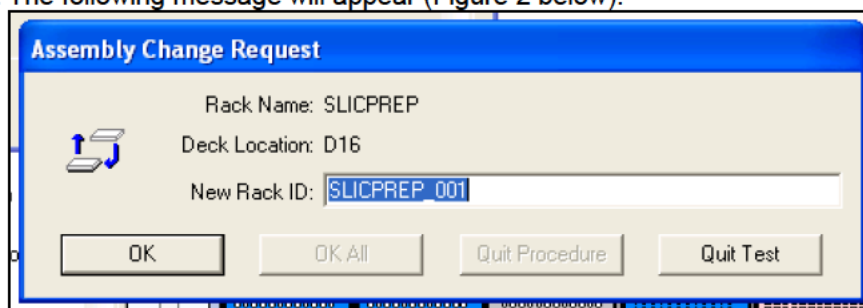 The following message will appear (Figure 2 below).
Assembly Change Request
Rack Name: SLICPREP
Deck Location: D16
New Rack ID: SLICPREP_001
OK
OK All
Quit Procedure
Quit Test